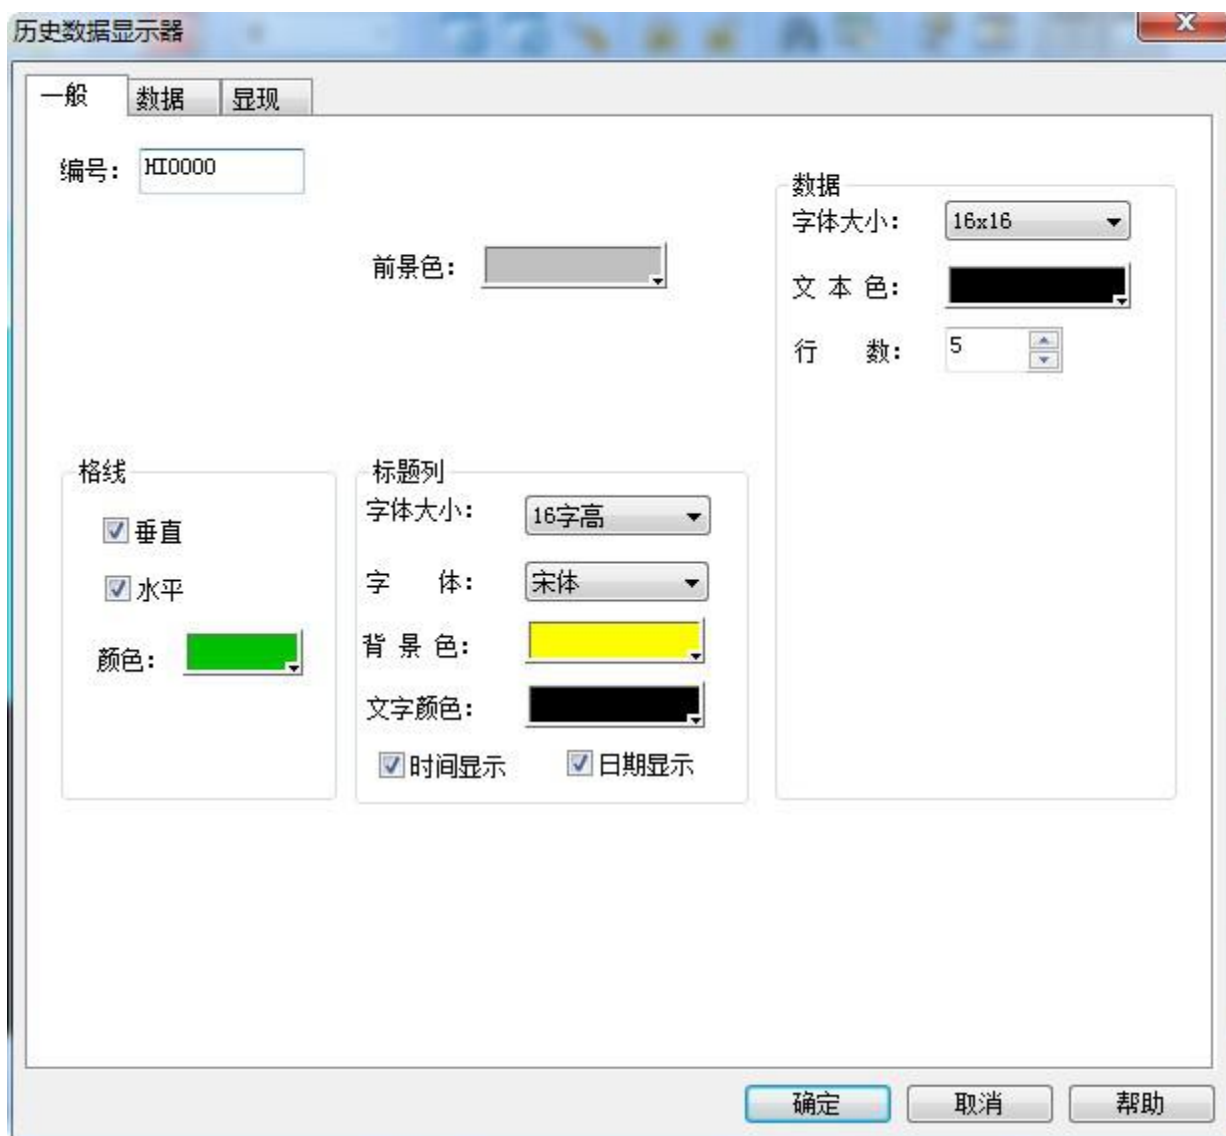 历史数据显示器
X
一般 数据 显现
编号: HI0000
前景色:
数据
字体大小: 16x16
文 本 色:
行 数: 5
格线
垂直
水平
颜色:
标题列
字体大小: 16字高
字 体: 宋体
背 景 色:
文字颜色:
时间显示 日期显示
确定 取消 帮助